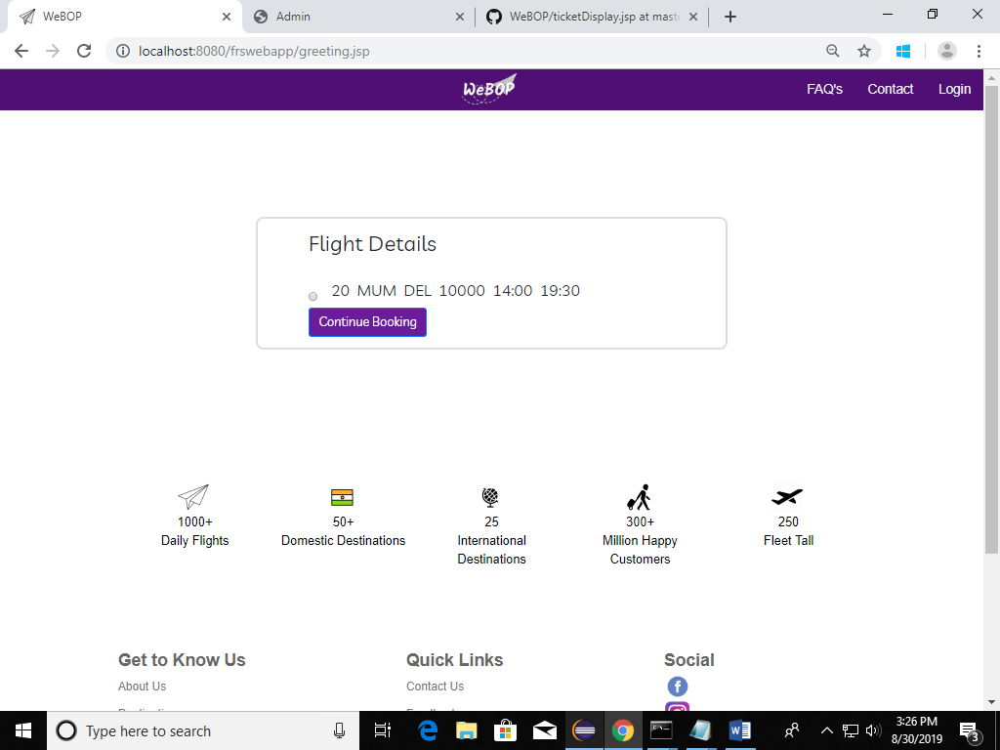 WeBOP
Admin
WeBOP/ticketDisplay.jsp at mast
localhost:8080/frswebapp/greeting.jsp
WeBOP
FAQ's
Contact
Login
Flight Details
20 MUM DEL 10000 14:00 19:30
Continue Booking
1000+
Daily Flights
50+
Domestic Destinations
25
International
Destinations
300+
Million Happy
Customers
250
Fleet Tall
Get to Know Us
Quick Links
Social
About Us
Contact Us
Type here to search
3:26 PM
8/30/2019
3